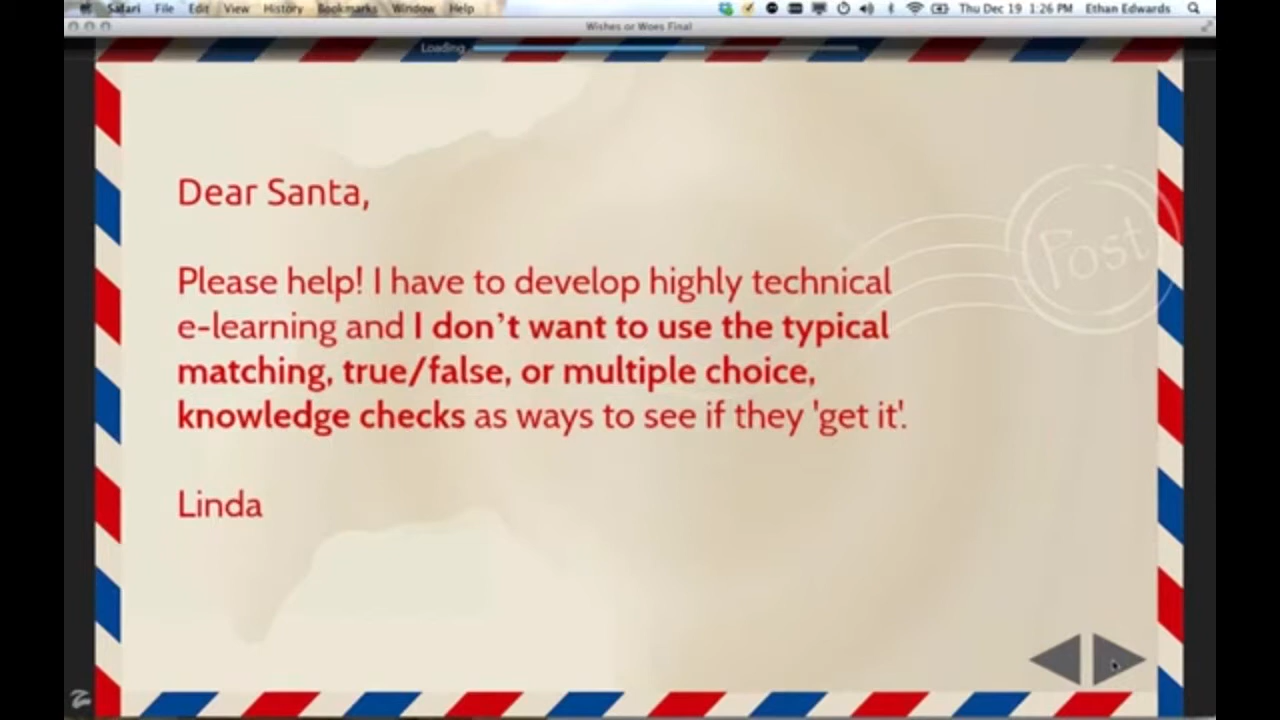 Safari File Edit View History Bookmarks Window Help Thu Dec 19 1:26 PM Ethan Edwards
Wishes or Woes Final
Loading
Dear Santa,
Post
Please help! I have to develop highly technical
e-learning and I don’t want to use the typical
matching, true/false, or multiple choice,
knowledge checks as ways to see if they 'get it'.
Linda